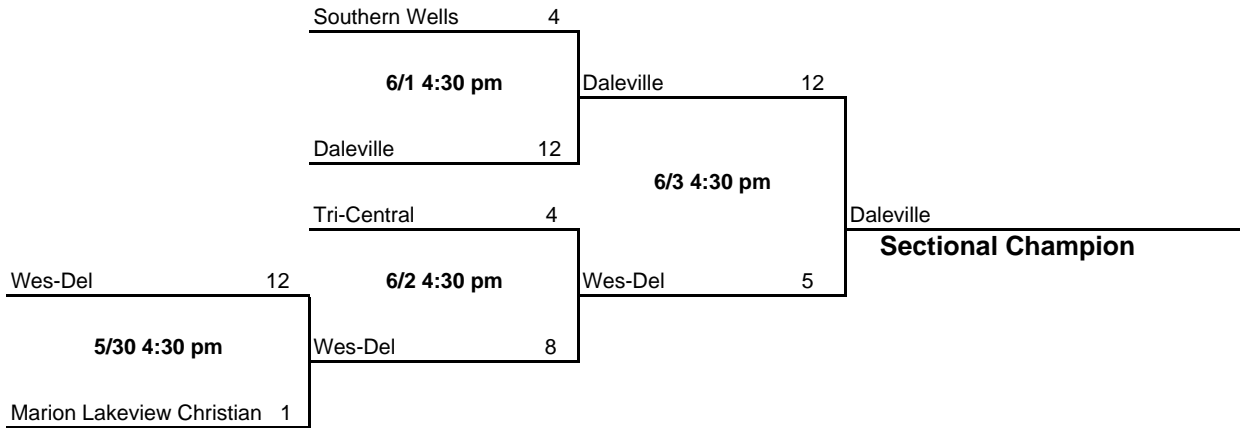 Southern Wells 4
6/1 4:30 pm
Daleville 12
Daleville 12
6/3 4:30 pm
Tri-Central 4
Daleville
Sectional Champion
Wes-Del 12
6/2 4:30 pm
Wes-Del 5
5/30 4:30 pm
Wes-Del 8
Marion Lakeview Christian 1